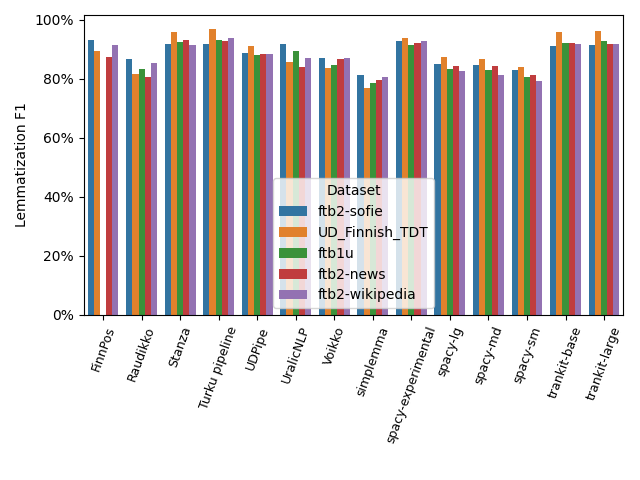 100%
80%
60%
40%
20%
0%
Lemmatization F1
Dataset
ftb2-sofie
UD_Finnish_TDT
ftb1u
ftb2-news
ftb2-wikipedia
FinnPos
Raudikko
Stanza
Turku pipeline
UDPipe
UralicNLP
Voikko
simplemma
spacy-experimental
spacy-lg
spacy-md
spacy-sm
trankit-base
trankit-large